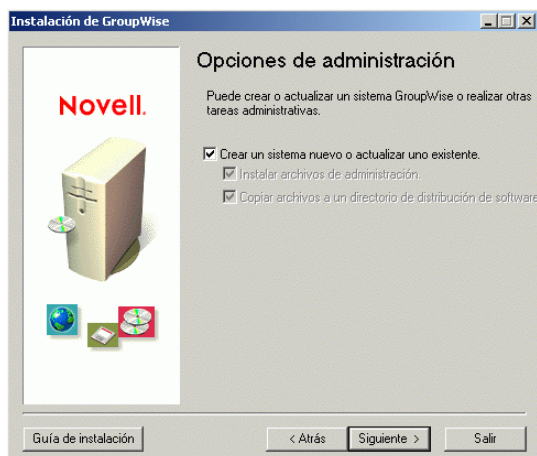 Instalación de GroupWise
Opciones de administración
Novell.
Puede crear o actualizar un sistema GroupWise o realizar otras
tareas administrativas.
Crear un sistema nuevo o actualizar uno existente.
Instalar archivos de administración.
Copiar archivos a un directorio de distribución de software
Guía de instalación
< Atrás
Siguiente >
Salir